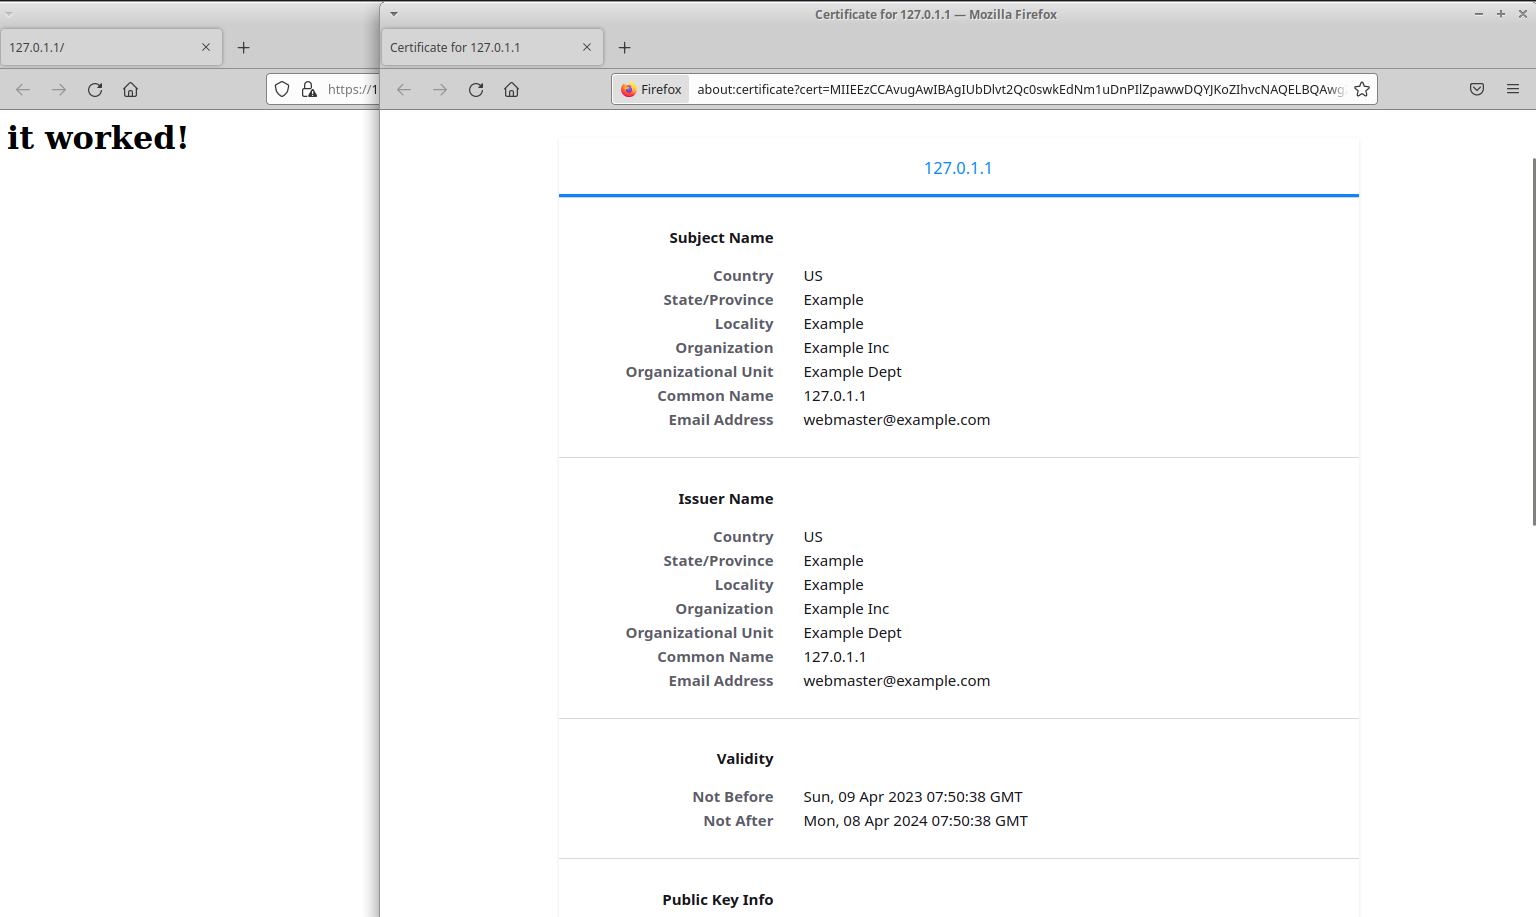 Certificate for 127.0.1.1 — Mozilla Firefox
127.0.1.1/
Certificate for 127.0.1.1
https://1
Firefox about:certificate?cert=MIIEEzCCAvugAwIBAgIUbDlvt2Qc0swkEdNm1uDnPIlZpawwDQYJKoZIhvcNAQELBQAwg
it worked!
127.0.1.1
Subject Name
Country US
State/Province Example
Locality Example
Organization Example Inc
Organizational Unit Example Dept
Common Name 127.0.1.1
Email Address webmaster@example.com
Issuer Name
Country US
State/Province Example
Locality Example
Organization Example Inc
Organizational Unit Example Dept
Common Name 127.0.1.1
Email Address webmaster@example.com
Validity
Not Before Sun, 09 Apr 2023 07:50:38 GMT
Not After Mon, 08 Apr 2024 07:50:38 GMT
Public Key Info